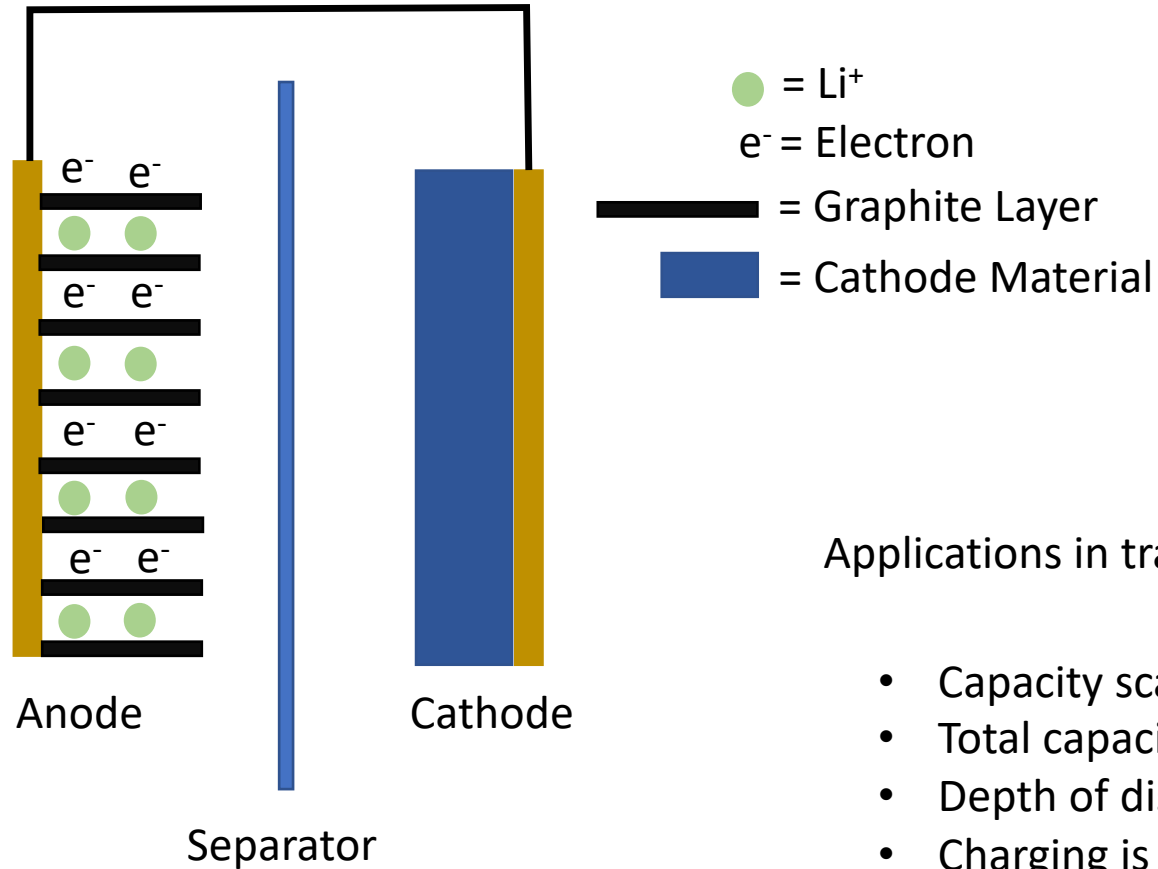 = Li⁺
e⁻ = Electron
= Graphite Layer
= Cathode Material
e⁻ e⁻
e⁻ e⁻
e⁻ e⁻
e⁻ e⁻
Anode
Cathode
Separator
Applications in
• Capacity
• Total
• Depth of
• Charging is